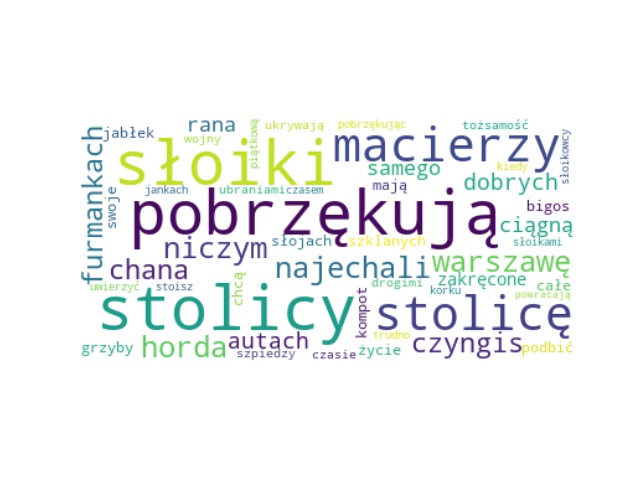 rana
ukrywają
pobrzękując
tożsamość
jabłek
wojny
piątkową
macierzy
słoikowcy
słoiki
samego
kiedy
furmankach
swoje
jankach
ubraniami
czasem
mają
dobrych
pobrzękują
bigos
ciągną
niczym
słojach
szklanych
słoikami
chana
najechali
warszawę
uwierzyć
stoisz
chcą
drogimi
zakręcone
całe
stolicy
kompot
korku
powracają
stolicę
grzyby
horda
autach
szpiedzy
czasie
życie
trudno
czyngis
podbić